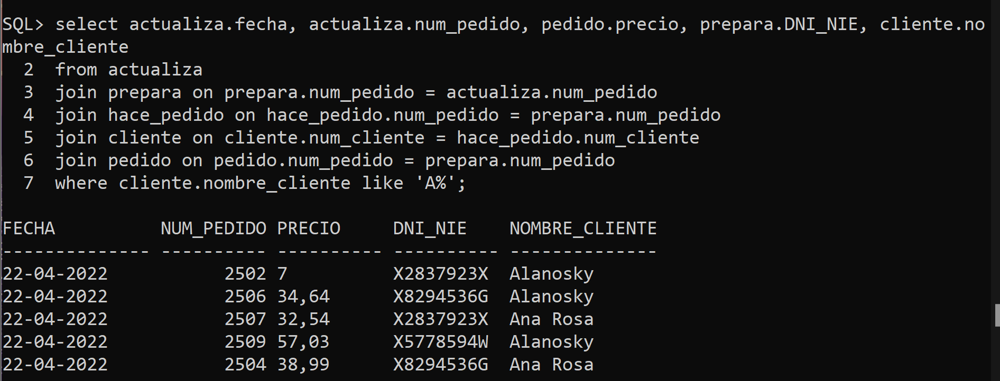 SQL> select actualiza.fecha, actualiza.num_pedido, pedido.precio, prepara.DNI_NIE, cliente.no
mbre_cliente
  2  from actualiza
  3  join prepara on prepara.num_pedido = actualiza.num_pedido
  4  join hace_pedido on hace_pedido.num_pedido = prepara.num_pedido
  5  join cliente on cliente.num_cliente = hace_pedido.num_cliente
  6  join pedido on pedido.num_pedido = prepara.num_pedido
  7  where cliente.nombre_cliente like 'A%';
FECHA          NUM_PEDIDO PRECIO     DNI_NIE    NOMBRE_CLIENTE
-------------- ---------- ---------- ---------- --------------
22-04-2022           2502 7          X2837923X  Alanosky
22-04-2022           2506 34,64      X8294536G  Alanosky
22-04-2022           2507 32,54      X2837923X  Ana Rosa
22-04-2022           2509 57,03      X5778594W  Alanosky
22-04-2022           2504 38,99      X8294536G  Ana Rosa